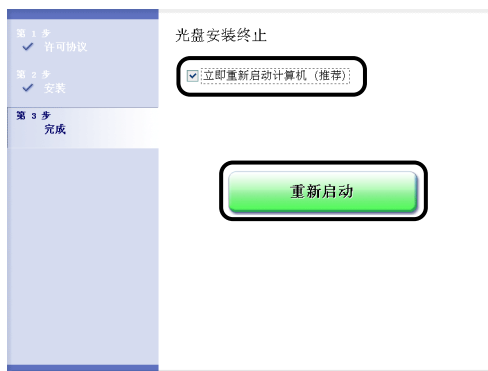 第 1 步
许可协议
第 2 步
安装
第 3 步
完成
光盘安装终止
立即重新启动计算机（推荐）
重新启动